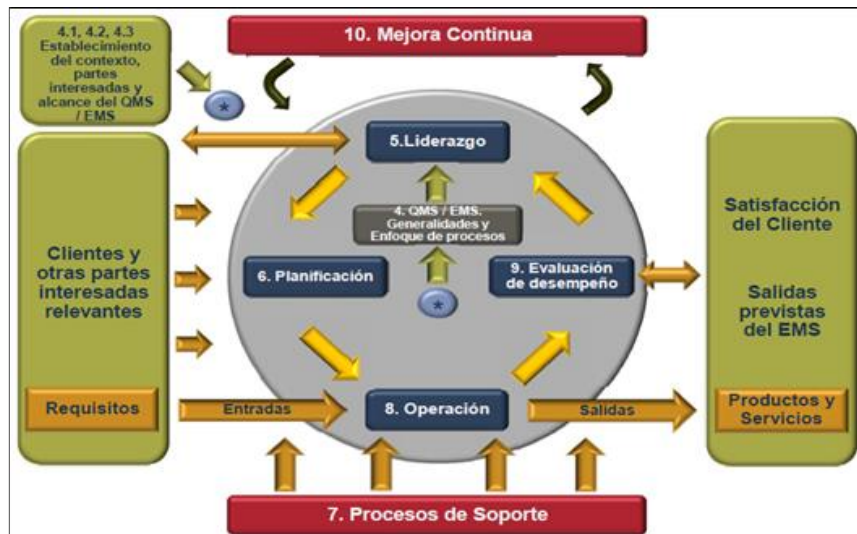 4.1, 4.2, 4.3
Establecimiento
del contexto,
partes
interesadas y
alcance del QMS
/ EMS
10. Mejora Continua
*
5.Liderazgo
4. QMS / EMS.
Generalidades y
Enfoque de procesos
Clientes y
otras partes
interesadas
relevantes
6. Planificación
9. Evaluación
de desempeño
*
Satisfacción
del Cliente
Salidas
previstas
del EMS
Requisitos
Entradas
8. Operación
Salidas
Productos y
Servicios
7. Procesos de Soporte